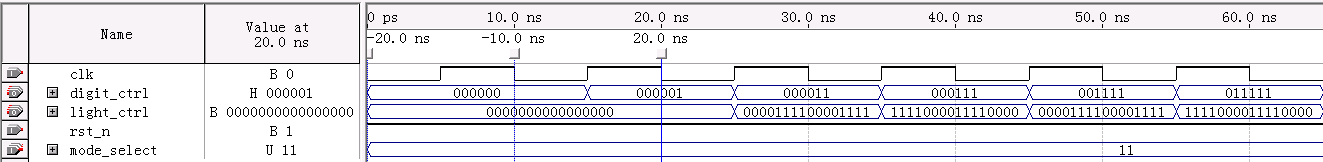 Name Value at 20.0 ns 0 ps 10.0 ns 20.0 ns 30.0 ns 40.0 ns 50.0 ns 60.0 ns
-20.0 ns -10.0 ns 20.0 ns
clk B 0
digit_ctrl H 000001 000000 000001 000011 000111 001111 011111
light_ctrl B 0000000000000000 0000000000000000 0000111100001111 1111000011110000 0000111100001111 1111000011110000
rst_n B 1
mode_select U 11 11